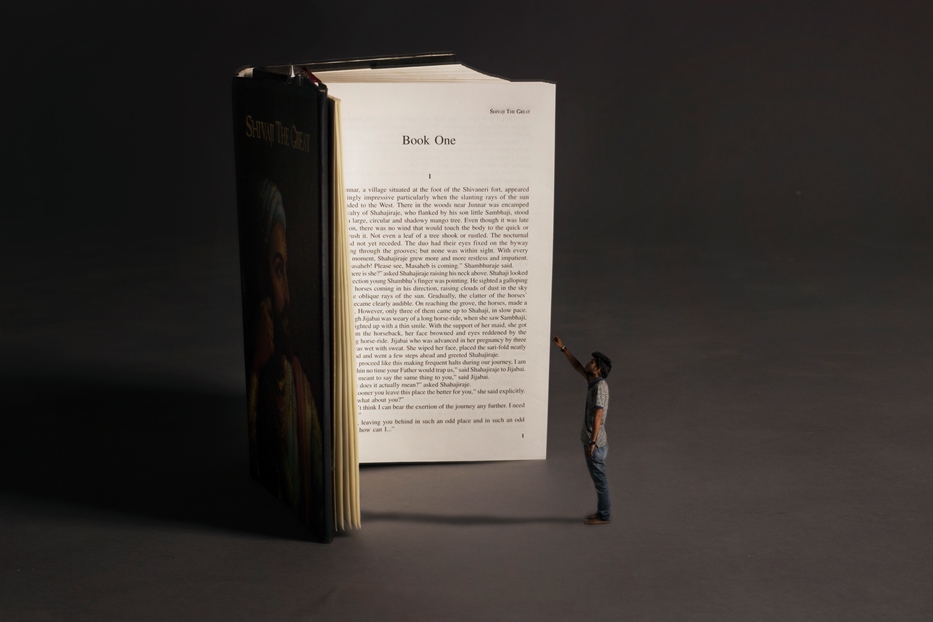 SHIVAJI THE GREAT
SHIVAJI THE GREAT
Book One
1
a village situated at the foot of the Shivaneri fort, appeared
impressive particularly when the slanting rays of the sun
to the West. There in the woods near Junnar was encamped
of Shahajiraje, who flanked by his son little Sambhaji, stood
large, circular and shadowy mango tree. Even though it was late
there was no wind that would touch the body to the quick or
it. Not even a leaf of a tree shook or rustled. The nocturnal
not yet receded. The duo had their eyes fixed on the byway
through the grooves; but none was within sight. With every
moment, Shahajiraje grew more and more restless and impatient.
Please see, Masaheb is coming." Shambhuraje said.
is she?" asked Shahajiraje raising his neck above. Shahaji looked
young Shambhu's finger was pointing. He sighted a galloping
horses coming in his direction, raising clouds of dust in the sky
oblique rays of the sun. Gradually, the clatter of the horses'
became clearly audible. On reaching the grove, the horses, made a
However, only three of them came up to Shahaji, in slow pace.
Jijabai was weary of a long horse-ride, when she saw Sambhaji,
up with a thin smile. With the support of her maid, she got
the horseback, her face browned and eyes reddened by the
horse-ride. Jijabai who was advanced in her pregnancy by three
wet with sweat. She wiped her face, placed the sari-fold neatly
and went a few steps ahead and greeted Shahajiraje.
proceed like this making frequent halts during our journey, I am
no time your Father would trap us," said Shahajiraje to Jijabai.
meant to say the same thing to you," said Jijabai.
does it actually mean?" asked Shahajiraje.
you leave this place the better for you," she said explicitly.
what about you?"
think I can bear the exertion of the journey any further. I need
leaving you behind in such an odd place and in such an odd
how can I..."
1